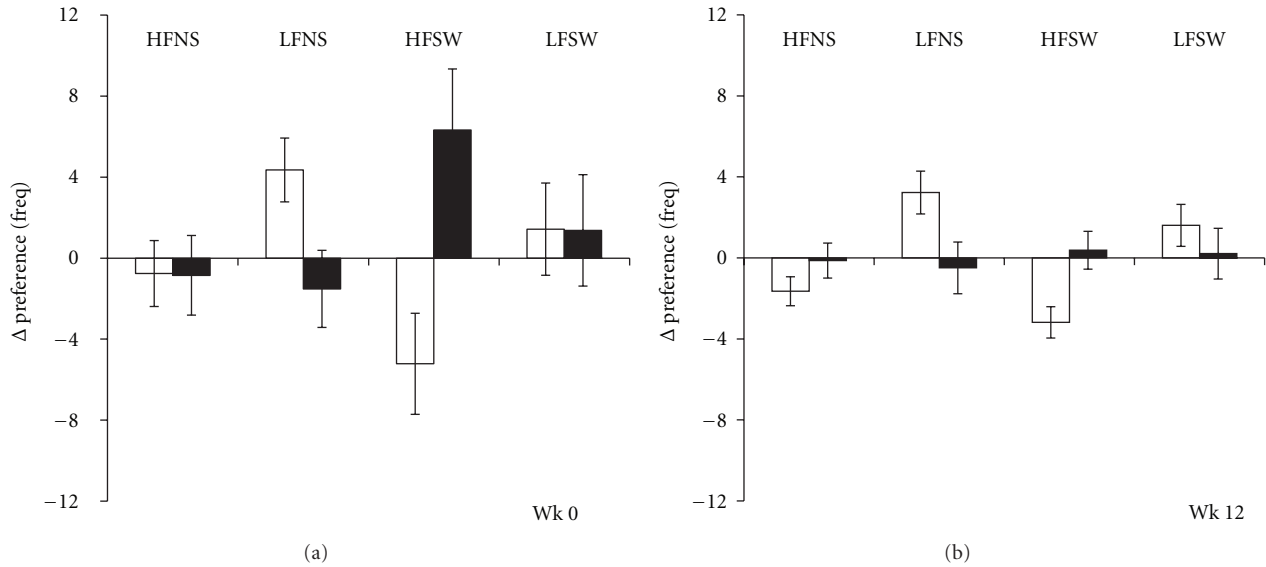 12
8
4
0
−4
−8
−12
Δ preference (freq)
HFNS LFNS HFSW LFSW
Wk 0
(a)
12
8
4
0
−4
−8
−12
Δ preference (freq)
HFNS LFNS HFSW LFSW
Wk 12
(b)